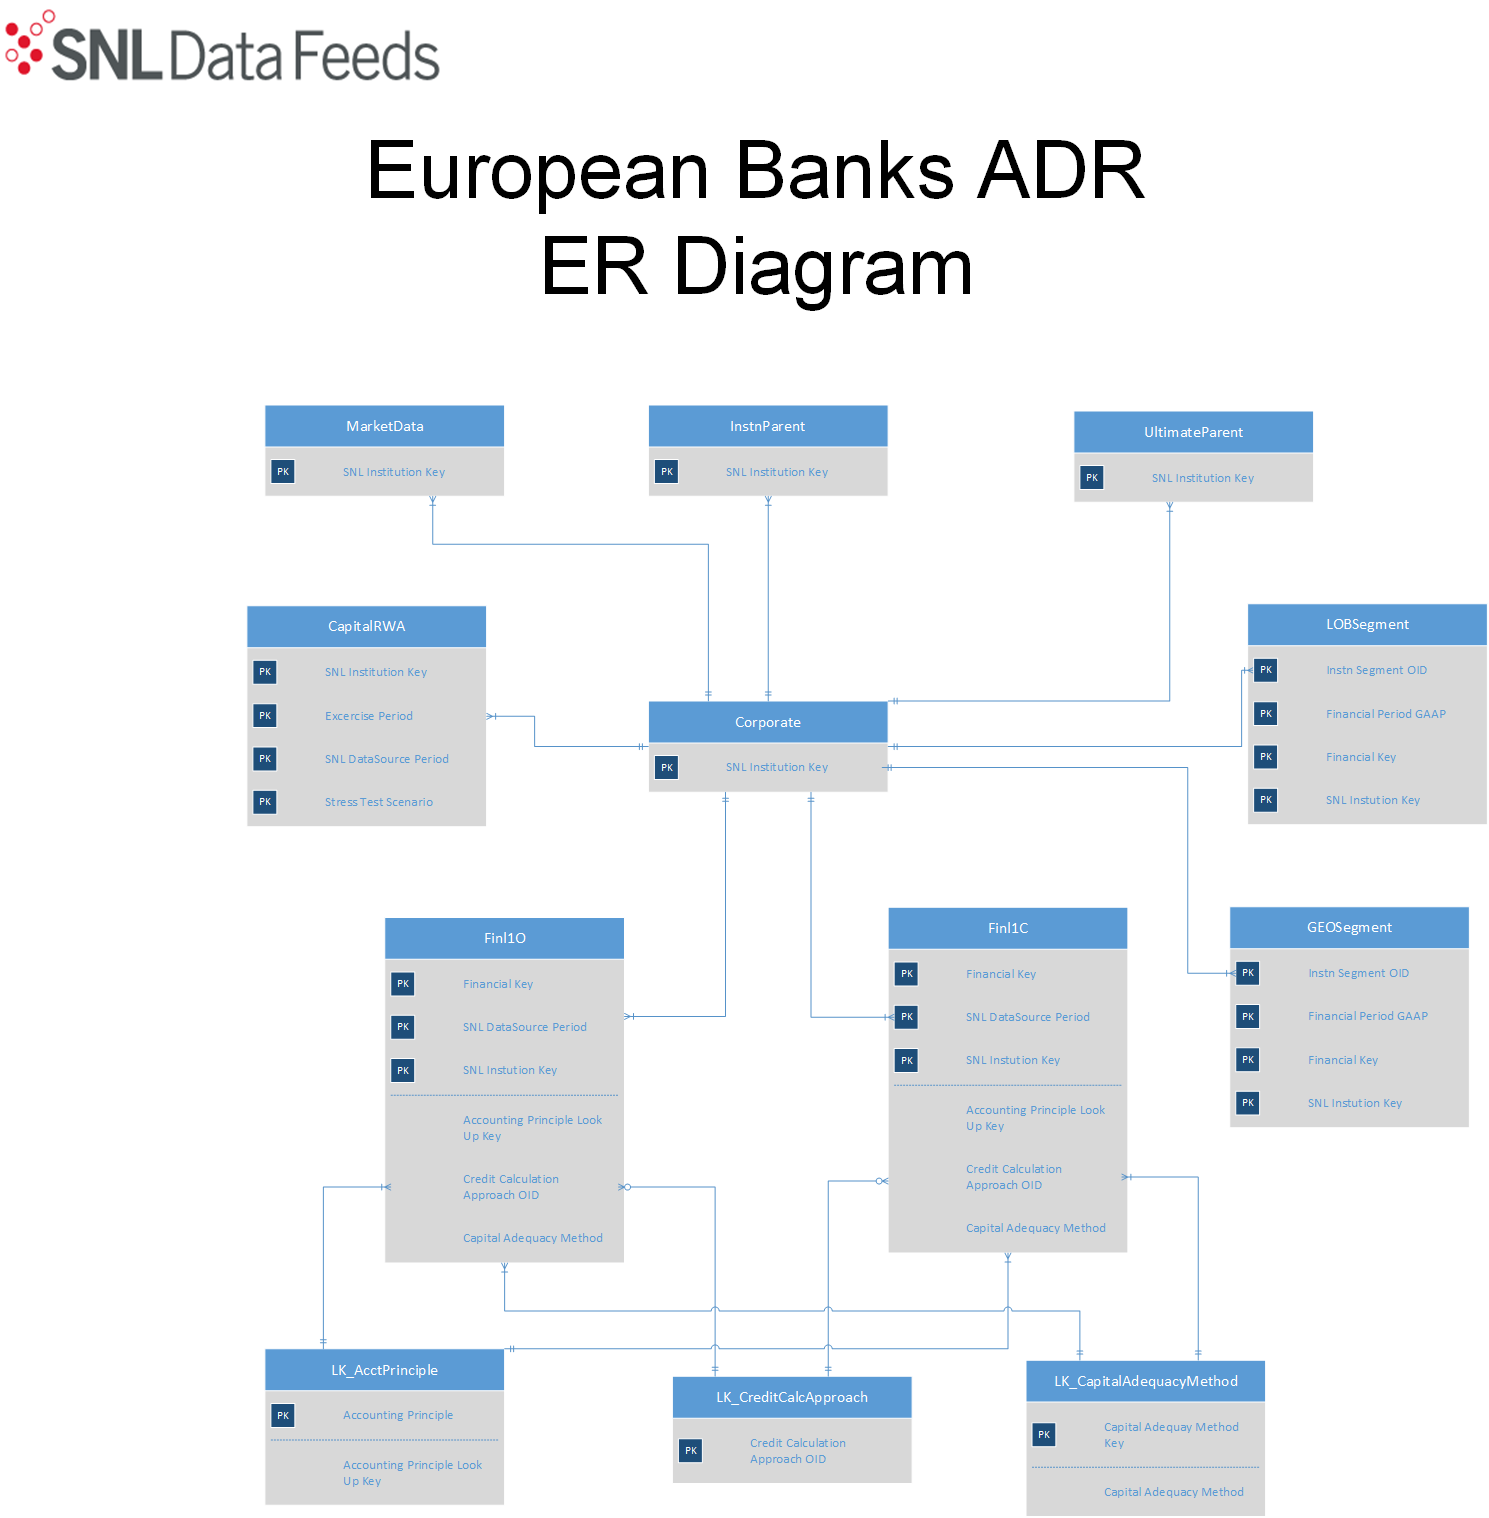 SNL Data Feeds
European Banks ADR
ER Diagram
MarketData
PK SNL Institution Key
InstnParent
PK SNL Institution Key
UltimateParent
PK SNL Institution Key
CapitalRWA
PK SNL Institution Key
PK Excercise Period
PK SNL DataSource Period
PK Stress Test Scenario
Corporate
PK SNL Institution Key
LOBSegment
PK Instn Segment OID
PK Financial Period GAAP
PK Financial Key
PK SNL Instution Key
Finl1O
PK Financial Key
PK SNL DataSource Period
PK SNL Instution Key
Accounting Principle Look
Up Key
Credit Calculation
Approach OID
Capital Adequacy Method
Finl1C
PK Financial Key
PK SNL DataSource Period
PK SNL Instution Key
Accounting Principle Look
Up Key
Credit Calculation
Approach OID
Capital Adequacy Method
GEOSegment
PK Instn Segment OID
PK Financial Period GAAP
PK Financial Key
PK SNL Instution Key
LK_AcctPrinciple
PK Accounting Principle
Accounting Principle Look
Up Key
LK_CreditCalcApproach
PK Credit Calculation
Approach OID
LK_CapitalAdequacyMethod
PK Capital Adequay Method
Key
Capital Adequacy Method